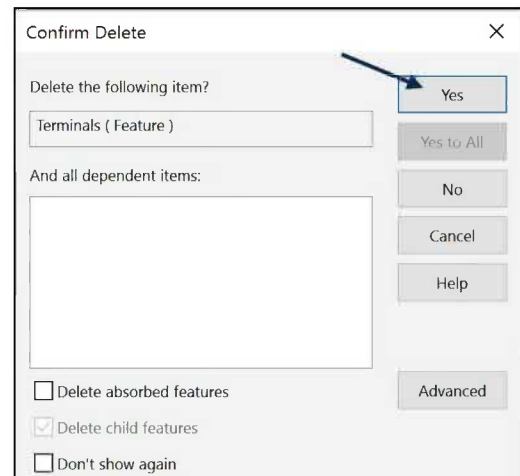 Confirm Delete
Delete the following item?
Yes
Terminals ( Feature )
Yes to All
And all dependent items:
No
Cancel
Help
Delete absorbed features
Advanced
Delete child features
Don't show again